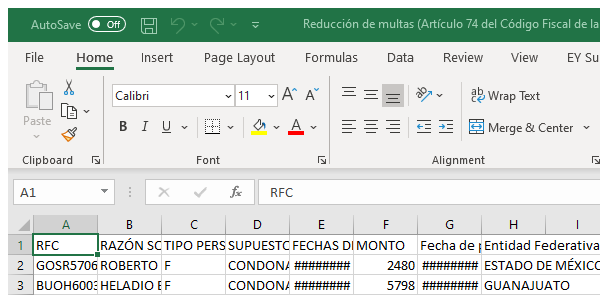 AutoSave Off Reducción de multas (Artículo 74 del Código Fiscal de la
File Home Insert Page Layout Formulas Data Review View EY Su
Paste Calibri 11 A A Wrap Text
B I U A Merge & Center
Clipboard Font Alignment
A1 fx RFC
A B C D E F G H I
1 RFC RAZÓN SO TIPO PERS SUPUESTO FECHAS DE MONTO Fecha de p Entidad Federativa
2 GOSR5706 ROBERTO F CONDONA ######## 2480 ######## ESTADO DE MÉXICO
3 BUOH6003 HELADIO F CONDONA ######## 5798 ######## GUANAJUATO